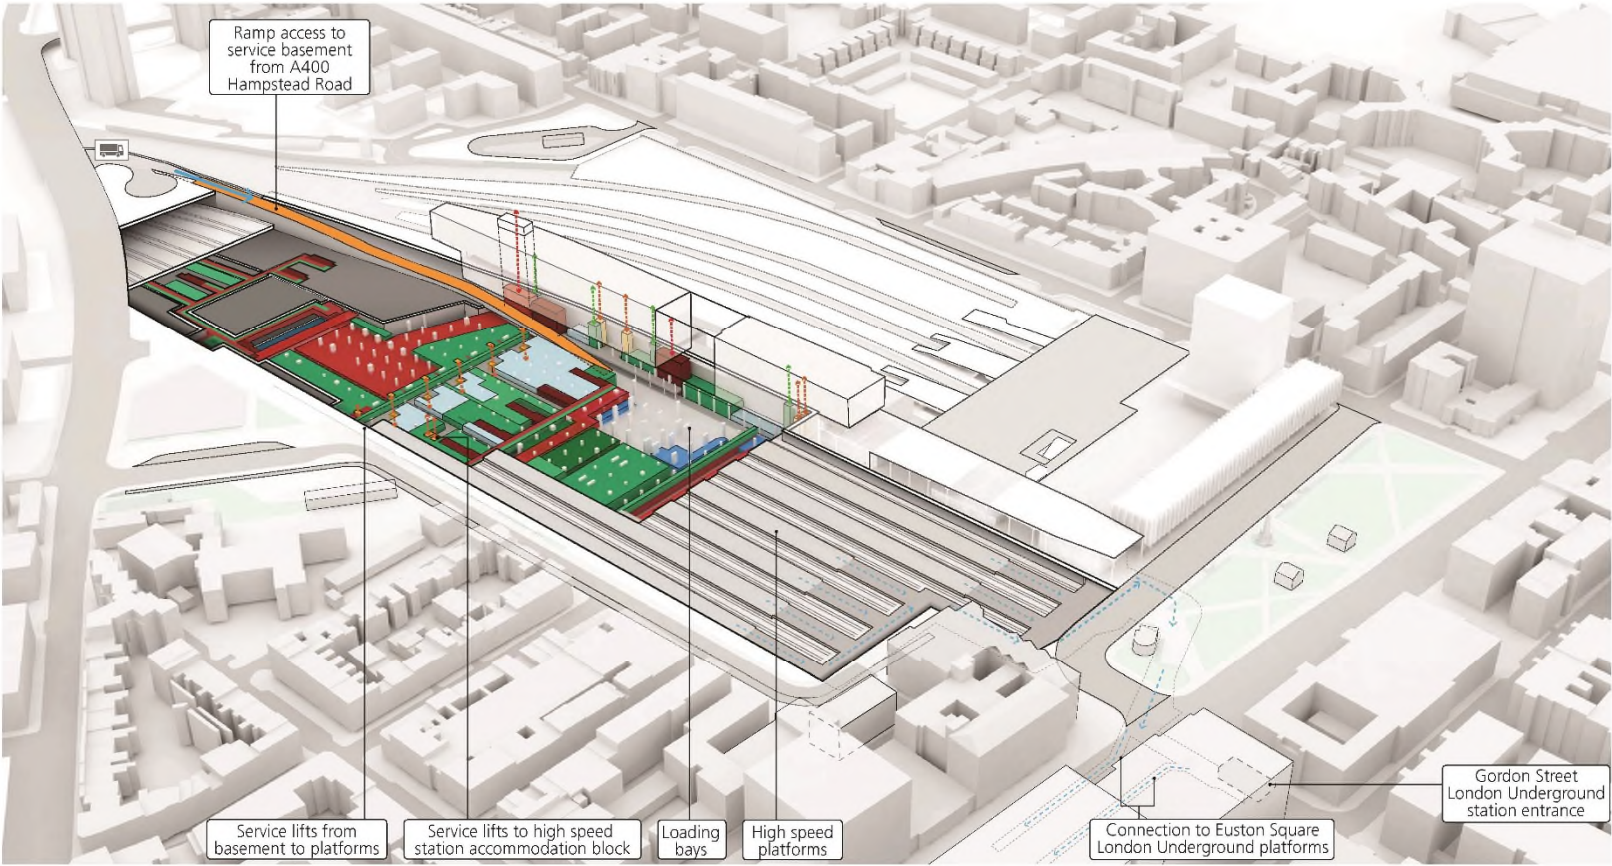 Ramp access to
service basement
from A400
Hampstead Road
Service lifts from
basement to platforms
Service lifts to high speed
station accommodation block
Loading
bays
High speed
platforms
Connection to Euston Square
London Underground platforms
Gordon Street
London Underground
station entrance